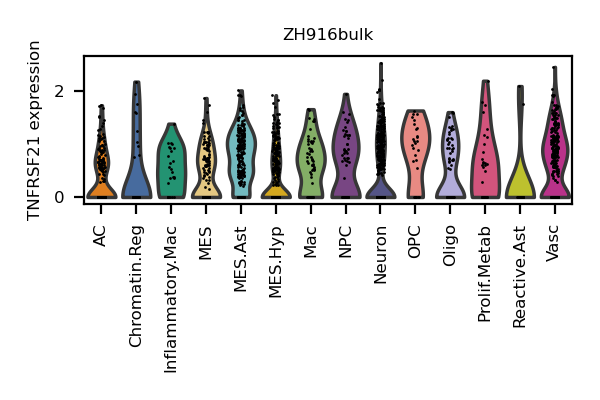 ZH916bulk
TNFRSF21 expression
2
0
AC
Chromatin.Reg
Inflammatory.Mac
MES
MES.Ast
MES.Hyp
Mac
NPC
Neuron
OPC
Oligo
Prolif.Metab
Reactive.Ast
Vasc